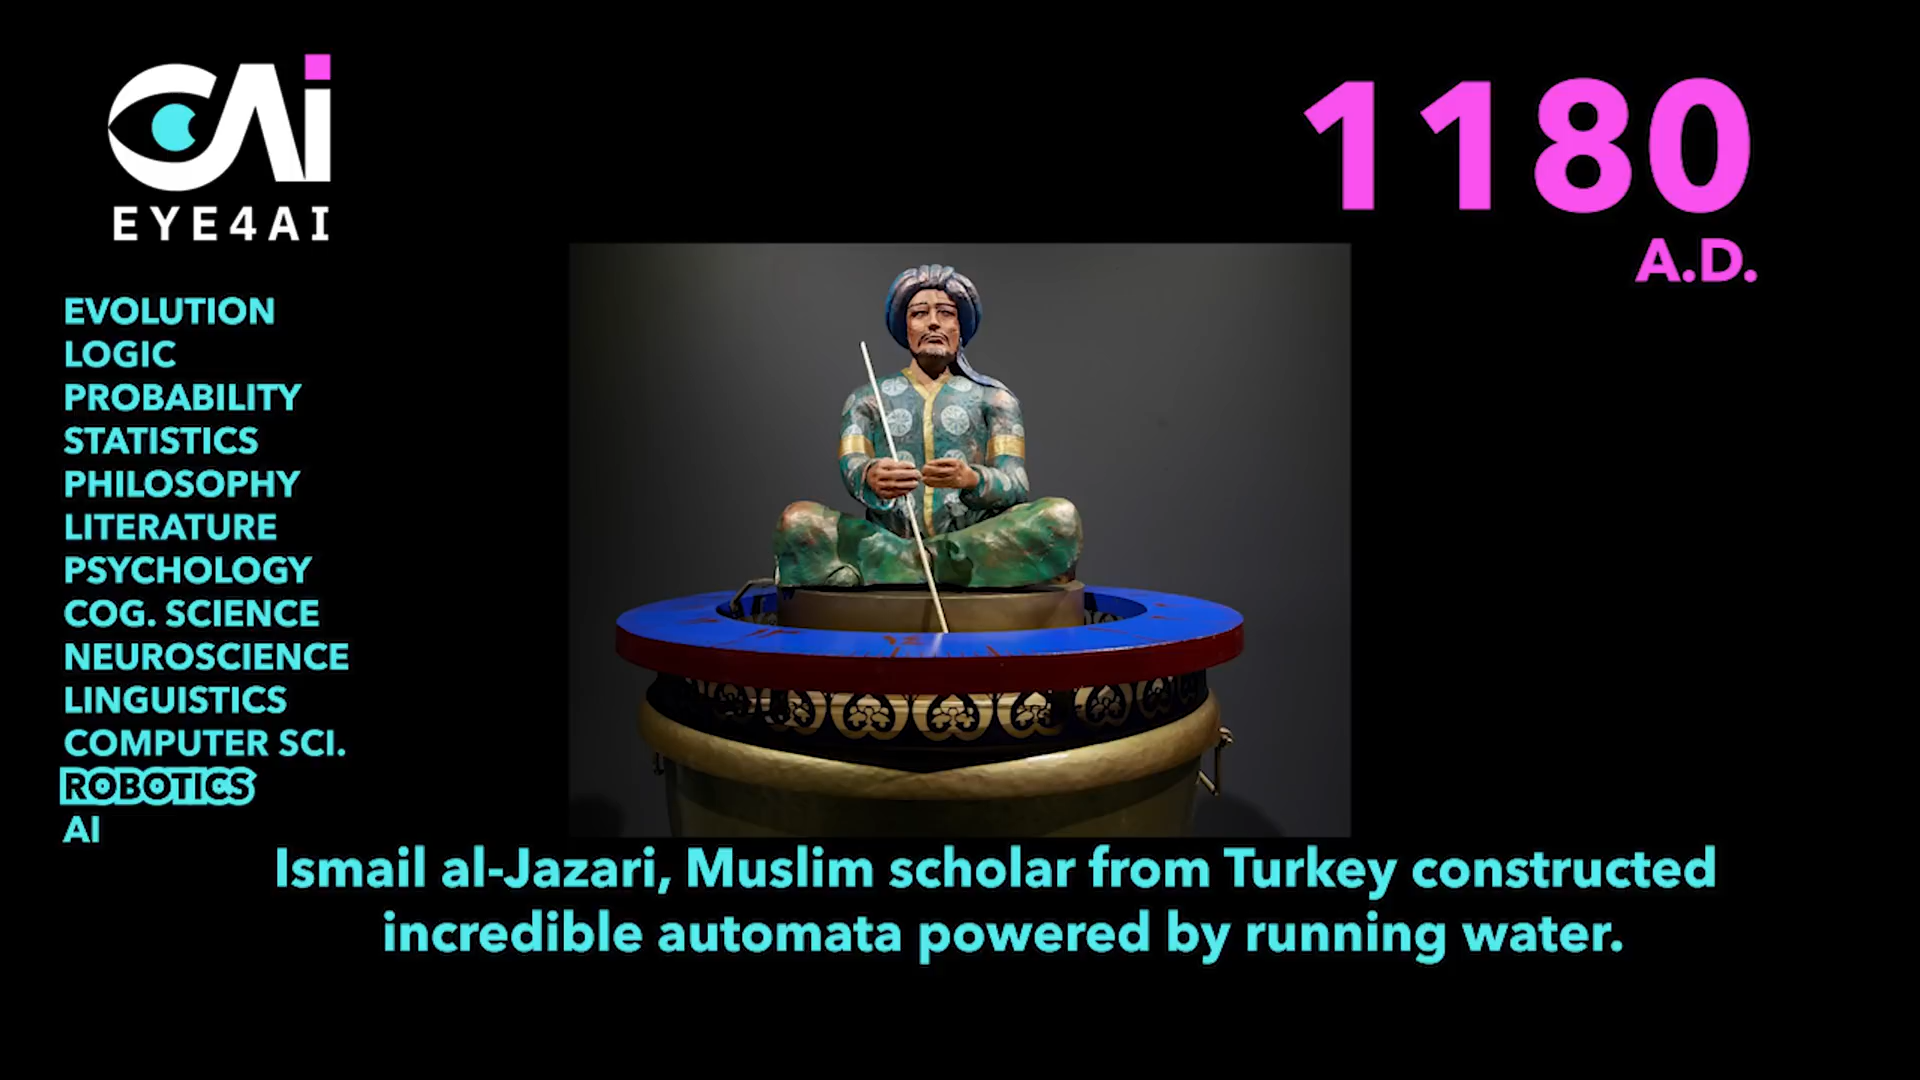 EYE4AI
1180
A.D.
EVOLUTION
LOGIC
PROBABILITY
STATISTICS
PHILOSOPHY
LITERATURE
PSYCHOLOGY
COG. SCIENCE
NEUROSCIENCE
LINGUISTICS
COMPUTER SCI.
ROBOTICS
AI
Ismail al-Jazari, Muslim scholar from Turkey constructed
incredible automata powered by running water.